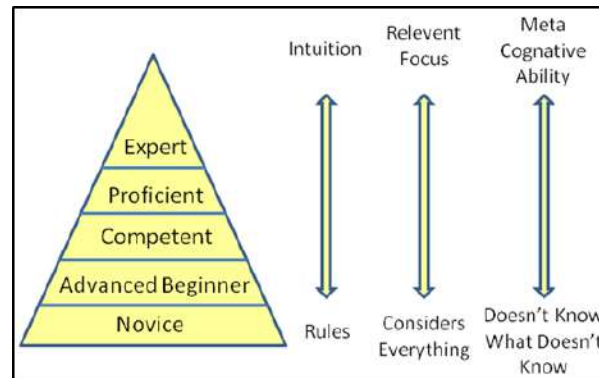 Intuition
Relevent
Focus
Meta
Cognitive
Ability
Expert
Proficient
Competent
Advanced Beginner
Novice
Rules
Considers
Everything
Doesn't Know
What Doesn't
Know